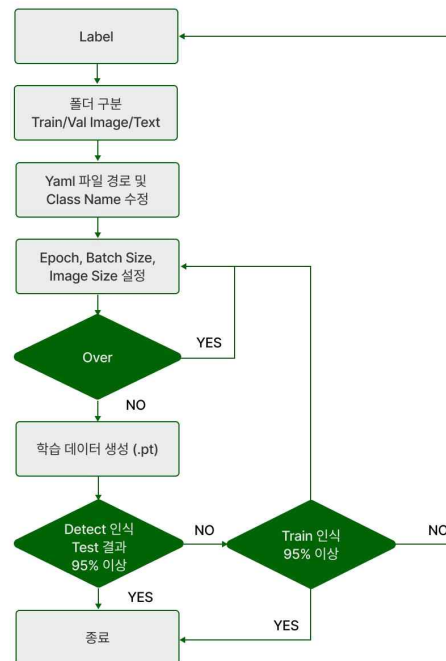 Label
폴더 구분
Train/Val Image/Text
Yaml 파일 경로 및
Class Name 수정
Epoch, Batch Size,
Image Size 설정
Over
YES
NO
학습 데이터 생성 (.pt)
Detect 인식
Test 결과
95% 이상
NO
Train 인식
95% 이상
NO
YES
YES
종료